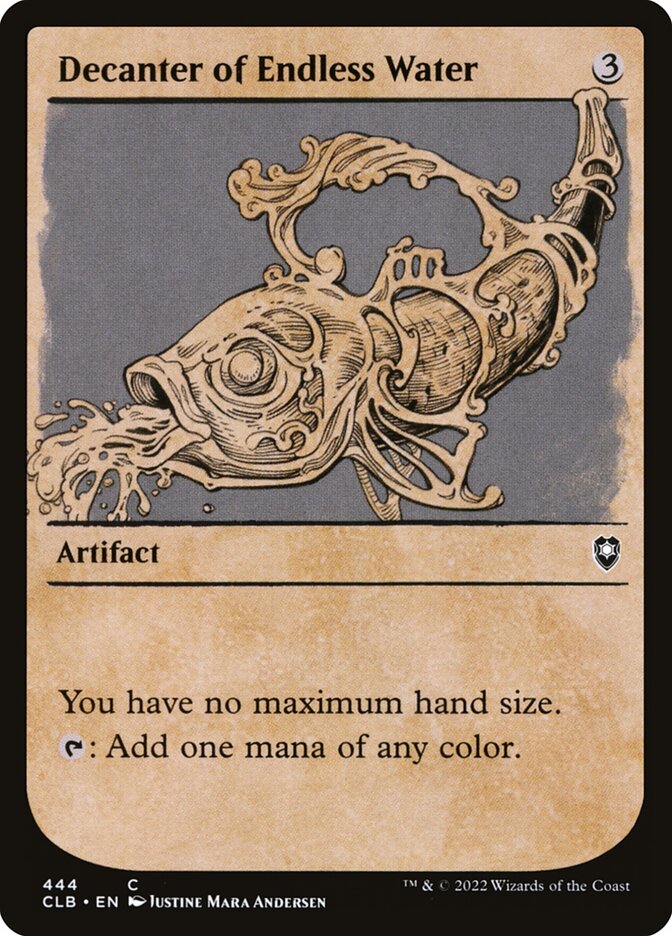 Decanter of Endless Water 3
Artifact
You have no maximum hand size.
: Add one mana of any color.
444 C
CLB • EN Justine Mara Andersen
™ & © 2022 Wizards of the Coast